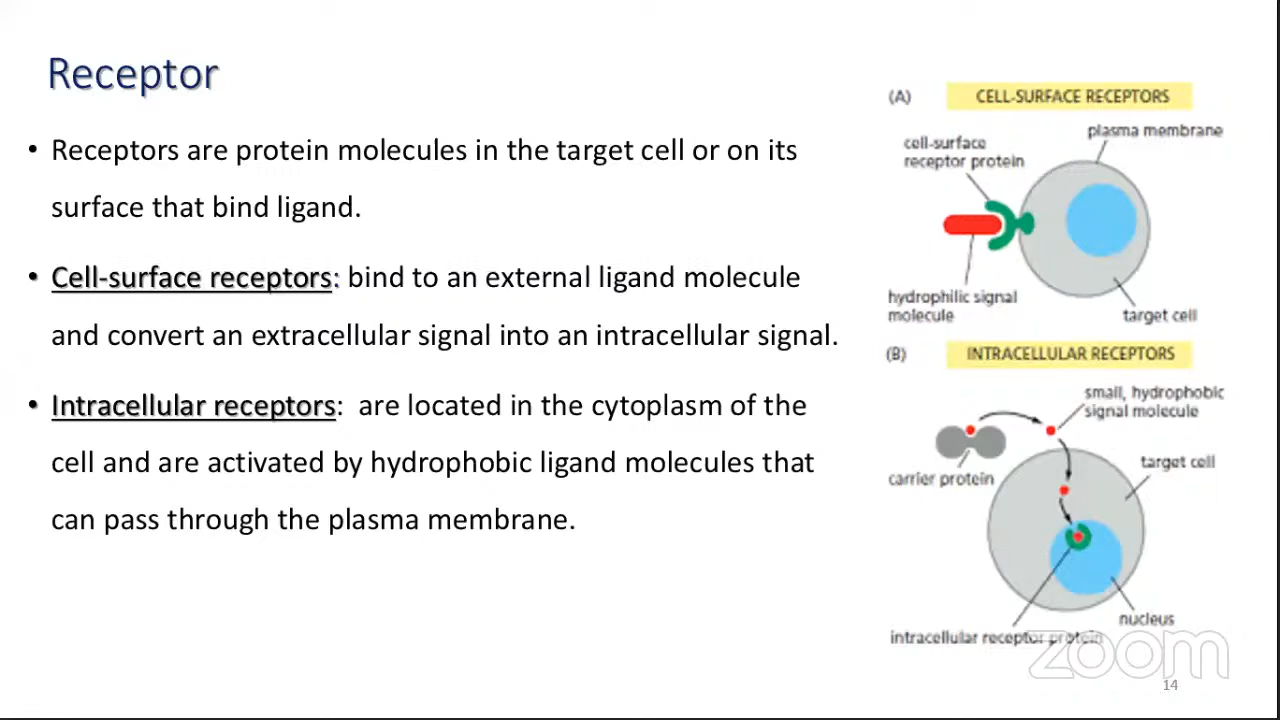 Receptor
• Receptors are protein molecules in the target cell or on its
surface that bind ligand.
• Cell-surface receptors: bind to an external ligand molecule
and convert an extracellular signal into an intracellular signal.
• Intracellular receptors: are located in the cytoplasm of the
cell and are activated by hydrophobic ligand molecules that
can pass through the plasma membrane.
(A) CELL-SURFACE RECEPTORS
plasma membrane
cell-surface
receptor protein
hydrophilic signal
molecule
target cell
(B) INTRACELLULAR RECEPTORS
small, hydrophobic
signal molecule
target cell
carrier protein
nucleus
intracellular receptor protein
zoom
14